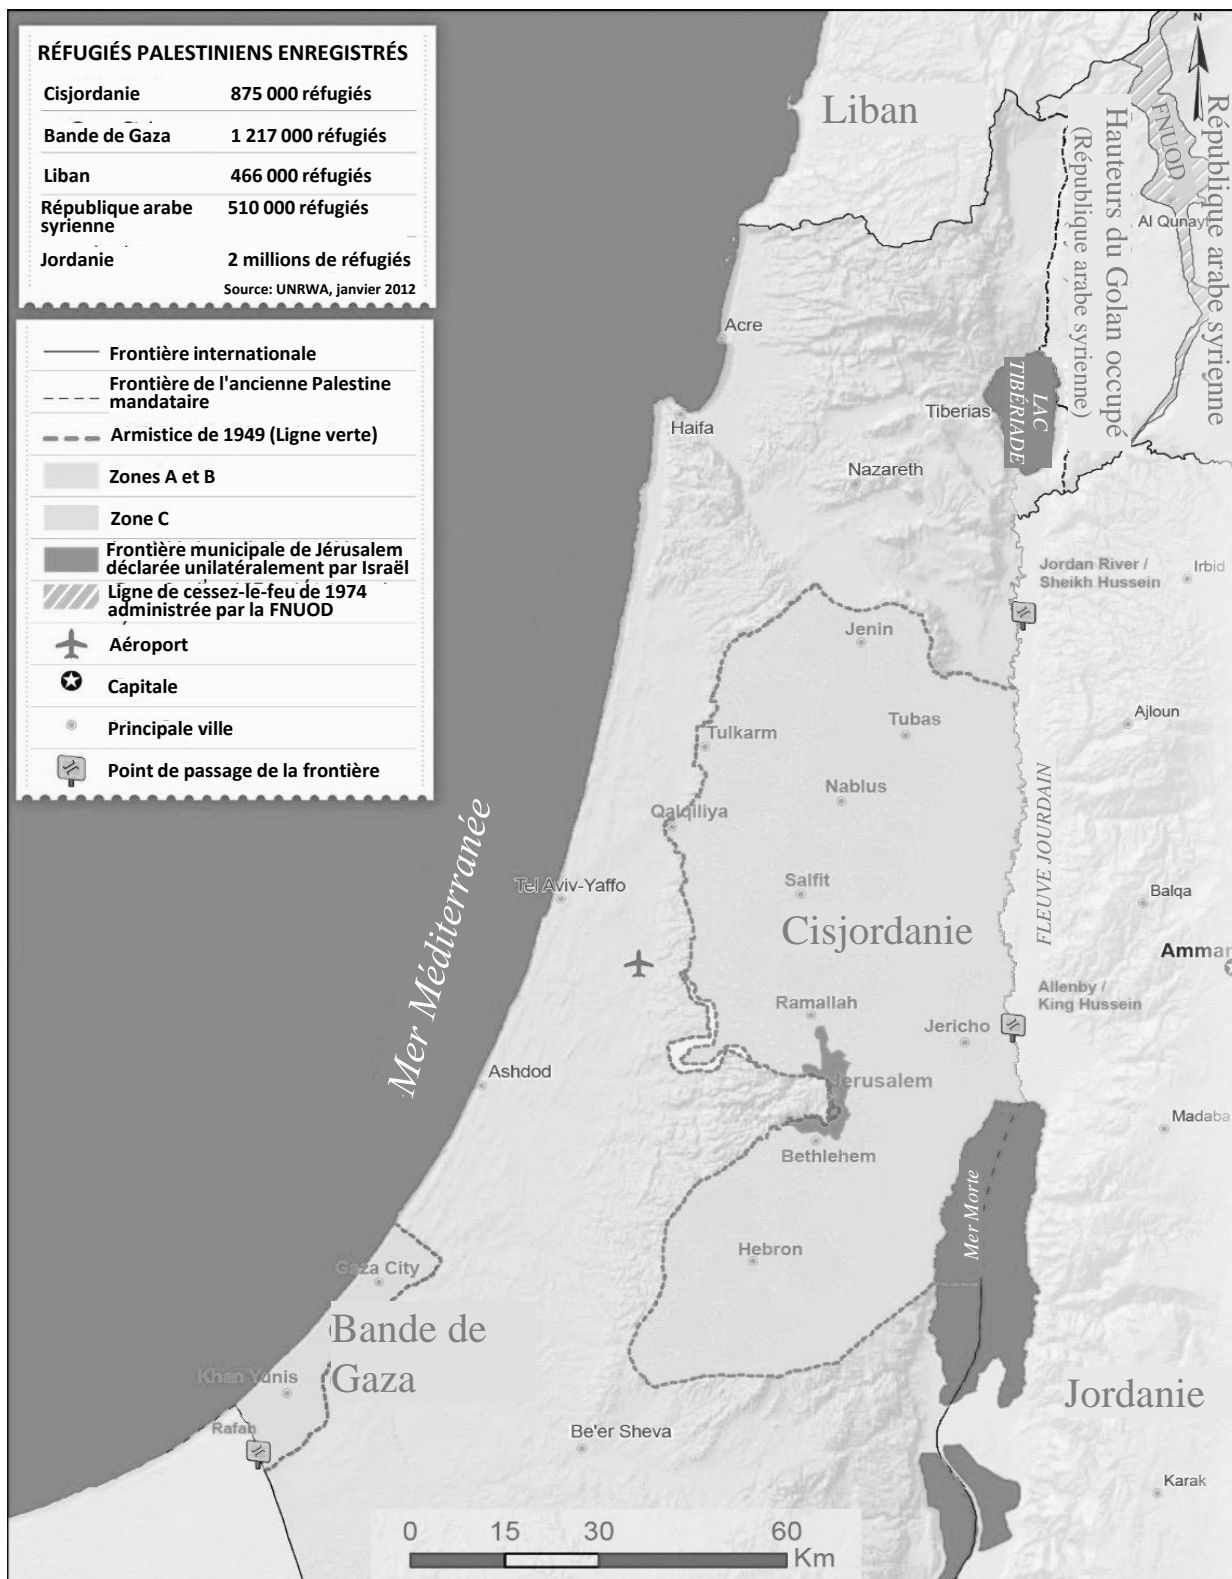 RÉFUGIÉS PALESTINIENS ENREGISTRÉS
Cisjordanie 875 000 réfugiés
Bande de Gaza 1 217 000 réfugiés
Liban 466 000 réfugiés
République arabe syrienne 510 000 réfugiés
Jordanie 2 millions de réfugiés
Source: UNRWA, janvier 2012
Frontière internationale
Frontière de l'ancienne Palestine
mandataire
Armistice de 1949 (Ligne verte)
Zones A et B
Zone C
Frontière municipale de Jérusalem
déclarée unilatéralement par Israël
Ligne de cessez-le-feu de 1974
administrée par la FNUOD
Aéroport
Capitale
Principale ville
Point de passage de la frontière
N
Liban
Hauteurs du Golan occupé
(République arabe syrienne)
FNUOD
République arabe syrienne
Al Qunayt
Acre
Haifa
Tiberias
LAC
TIBÉRIADE
Nazareth
Jordan River /
Sheikh Hussein
Irbid
Jenin
Ajloun
Tubas
Tulkarm
Nablus
Qalqiliya
FLEUVE JOURDAIN
Mer Méditerranée
Tel Aviv-Yaffo
Salfit
Balqa
Cisjordanie
Amman
Allenby /
King Hussein
Ramallah
Jericho
Ashdod
Jerusalem
Madaba
Bethlehem
Mer Morte
Hebron
Gaza City
Bande de
Gaza
Khan Yunis
Jordanie
Rafah
Be'er Sheva
Karak
0 15 30 60
Km